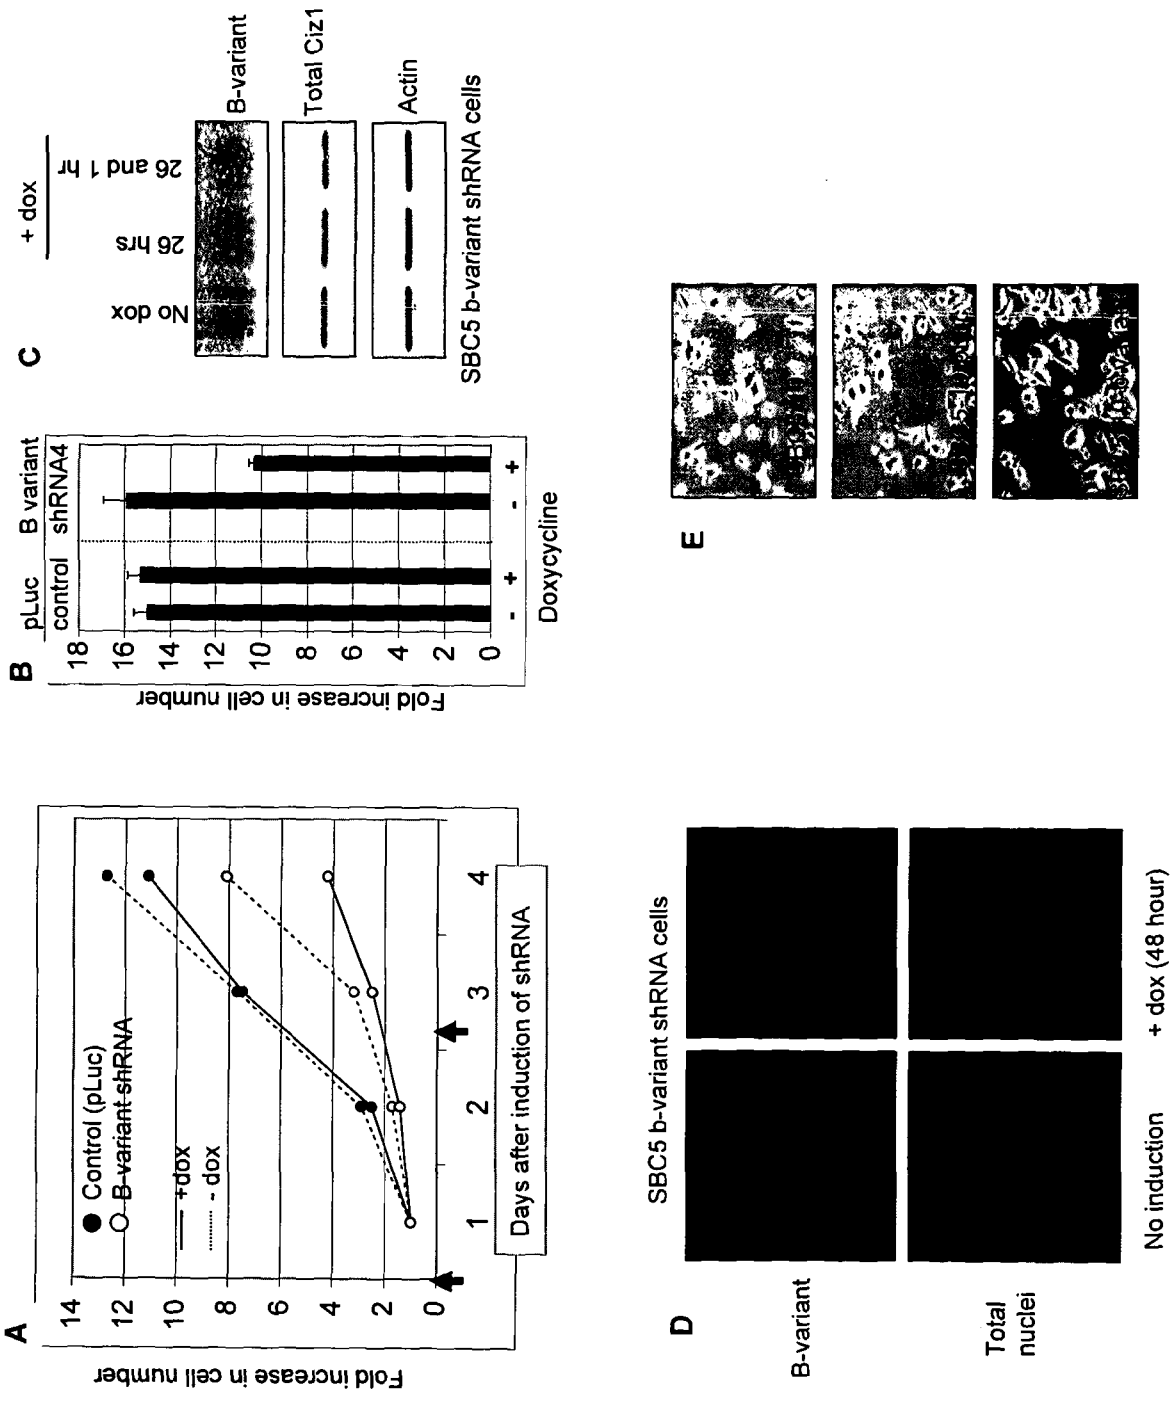 A
Fold increase in cell number
14
12
10
8
6
4
2
0
Control (pLuc)
B-variant shRNA
+dox
- dox
1
2
3
4
Days after induction of shRNA
B
pLuc
control
B variant
shRNA4
Fold increase in cell number
18
16
14
12
10
8
6
4
2
0
- + - +
Doxycycline
C
+ dox
No dox
26 hrs
26 and 1 hr
B-variant
Total Ciz1
Actin
SBC5 b-variant shRNA cells
D
SBC5 b-variant shRNA cells
B-variant
Total
nuclei
No induction
+ dox (48 hour)
E